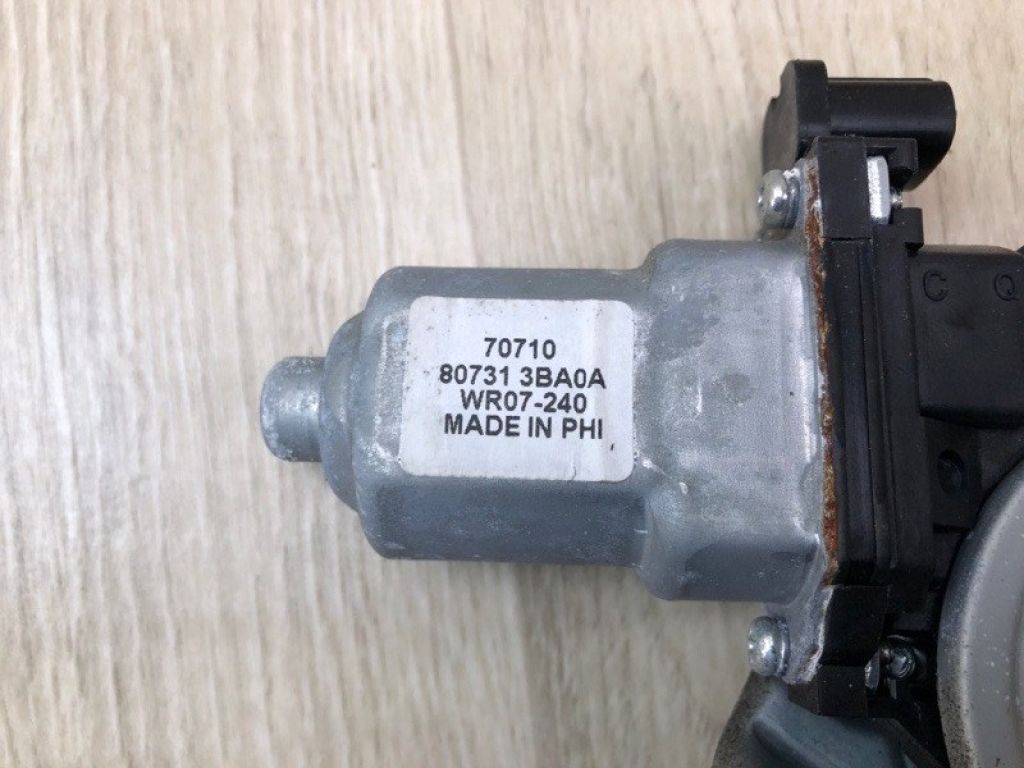 70710
80731 3BA0A
WR07-240
MADE IN PHI
C Q